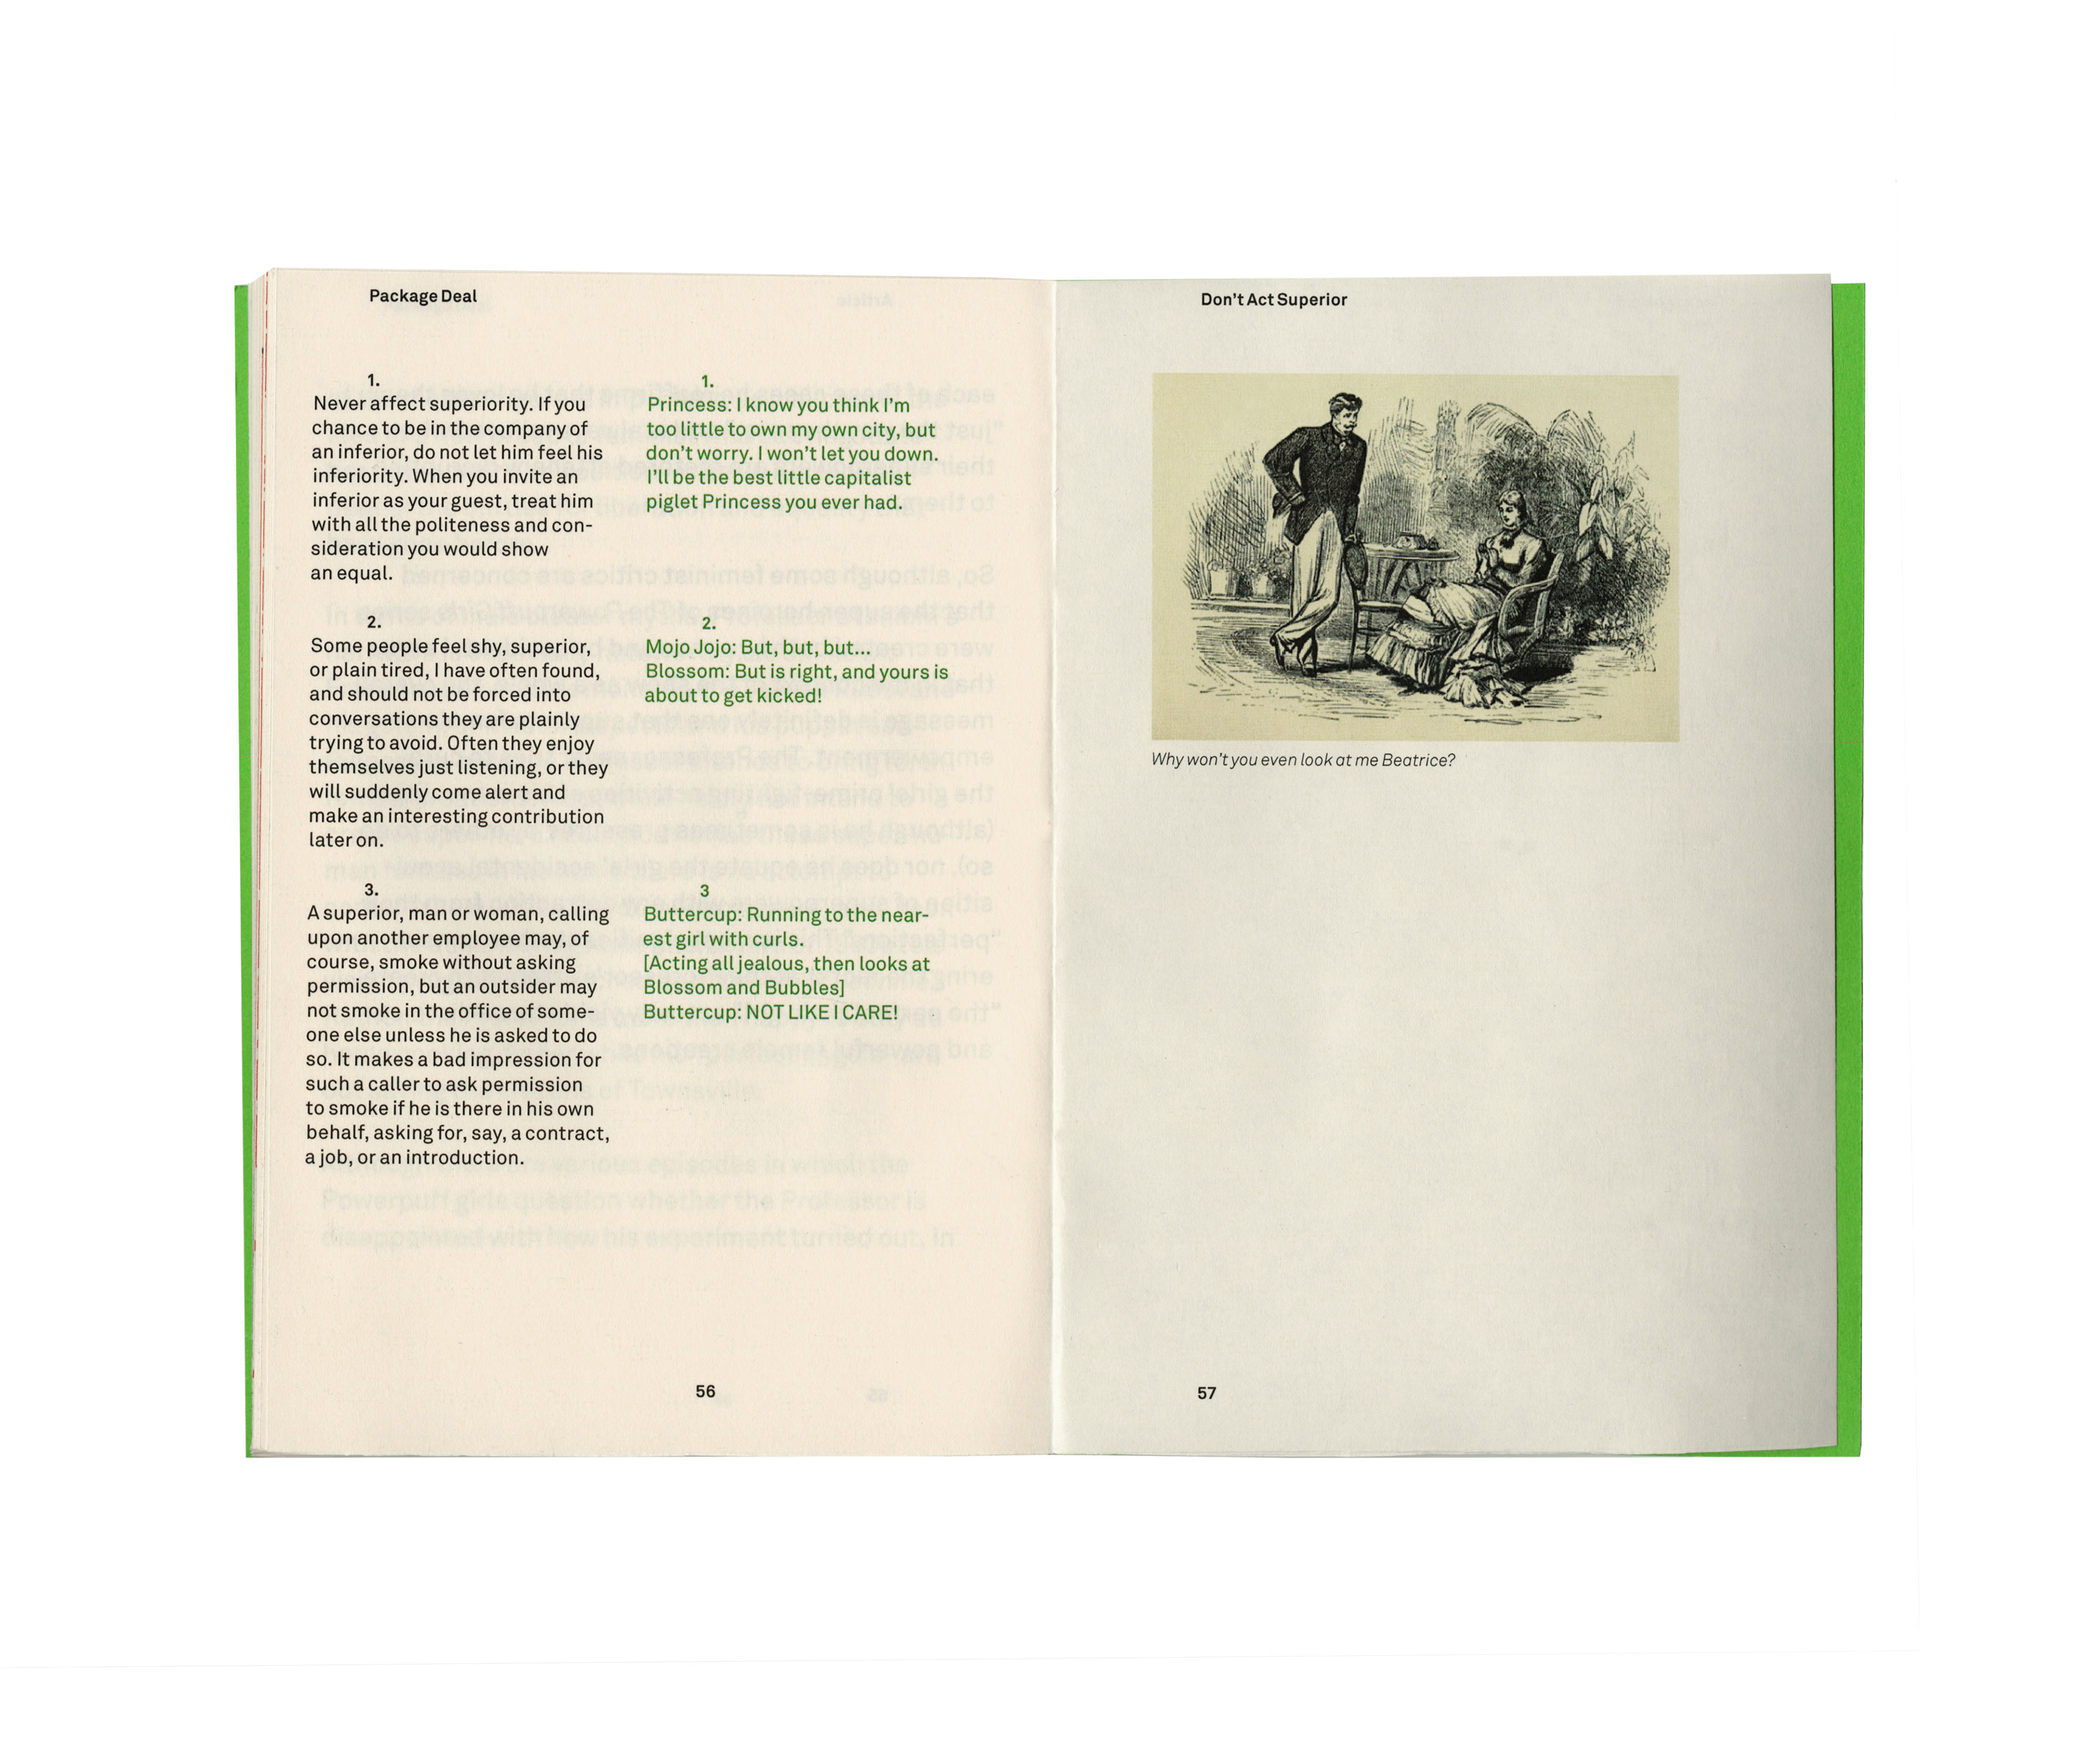 Package Deal
1.
Never affect superiority. If you
chance to be in the company of
an inferior, do not let him feel his
inferiority. When you invite an
inferior as your guest, treat him
with all the politeness and con-
sideration you would show
an equal.
2.
Some people feel shy, superior,
or plain tired, I have often found,
and should not be forced into
conversations they are plainly
trying to avoid. Often they enjoy
themselves just listening, or they
will suddenly come alert and
make an interesting contribution
later on.
3.
A superior, man or woman, calling
upon another employee may, of
course, smoke without asking
permission, but an outsider may
not smoke in the office of some-
one else unless he is asked to do
so. It makes a bad impression for
such a caller to ask permission
to smoke if he is there in his own
behalf, asking for, say, a contract,
a job, or an introduction.
1.
Princess: I know you think I'm
too little to own my own city, but
don't worry. I won't let you down.
I'll be the best little capitalist
piglet Princess you ever had.
2.
Mojo Jojo: But, but, but...
Blossom: But is right, and yours is
about to get kicked!
3
Buttercup: Running to the near-
est girl with curls.
[Acting all jealous, then looks at
Blossom and Bubbles]
Buttercup: NOT LIKE I CARE!
56
Don't Act Superior
Why won't you even look at me Beatrice?
57